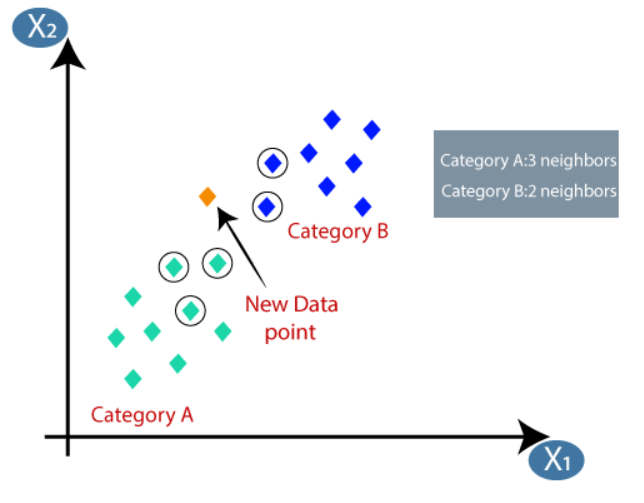 X2
Category A:3 neighbors
Category B:2 neighbors
Category B
New Data
point
Category A
X1